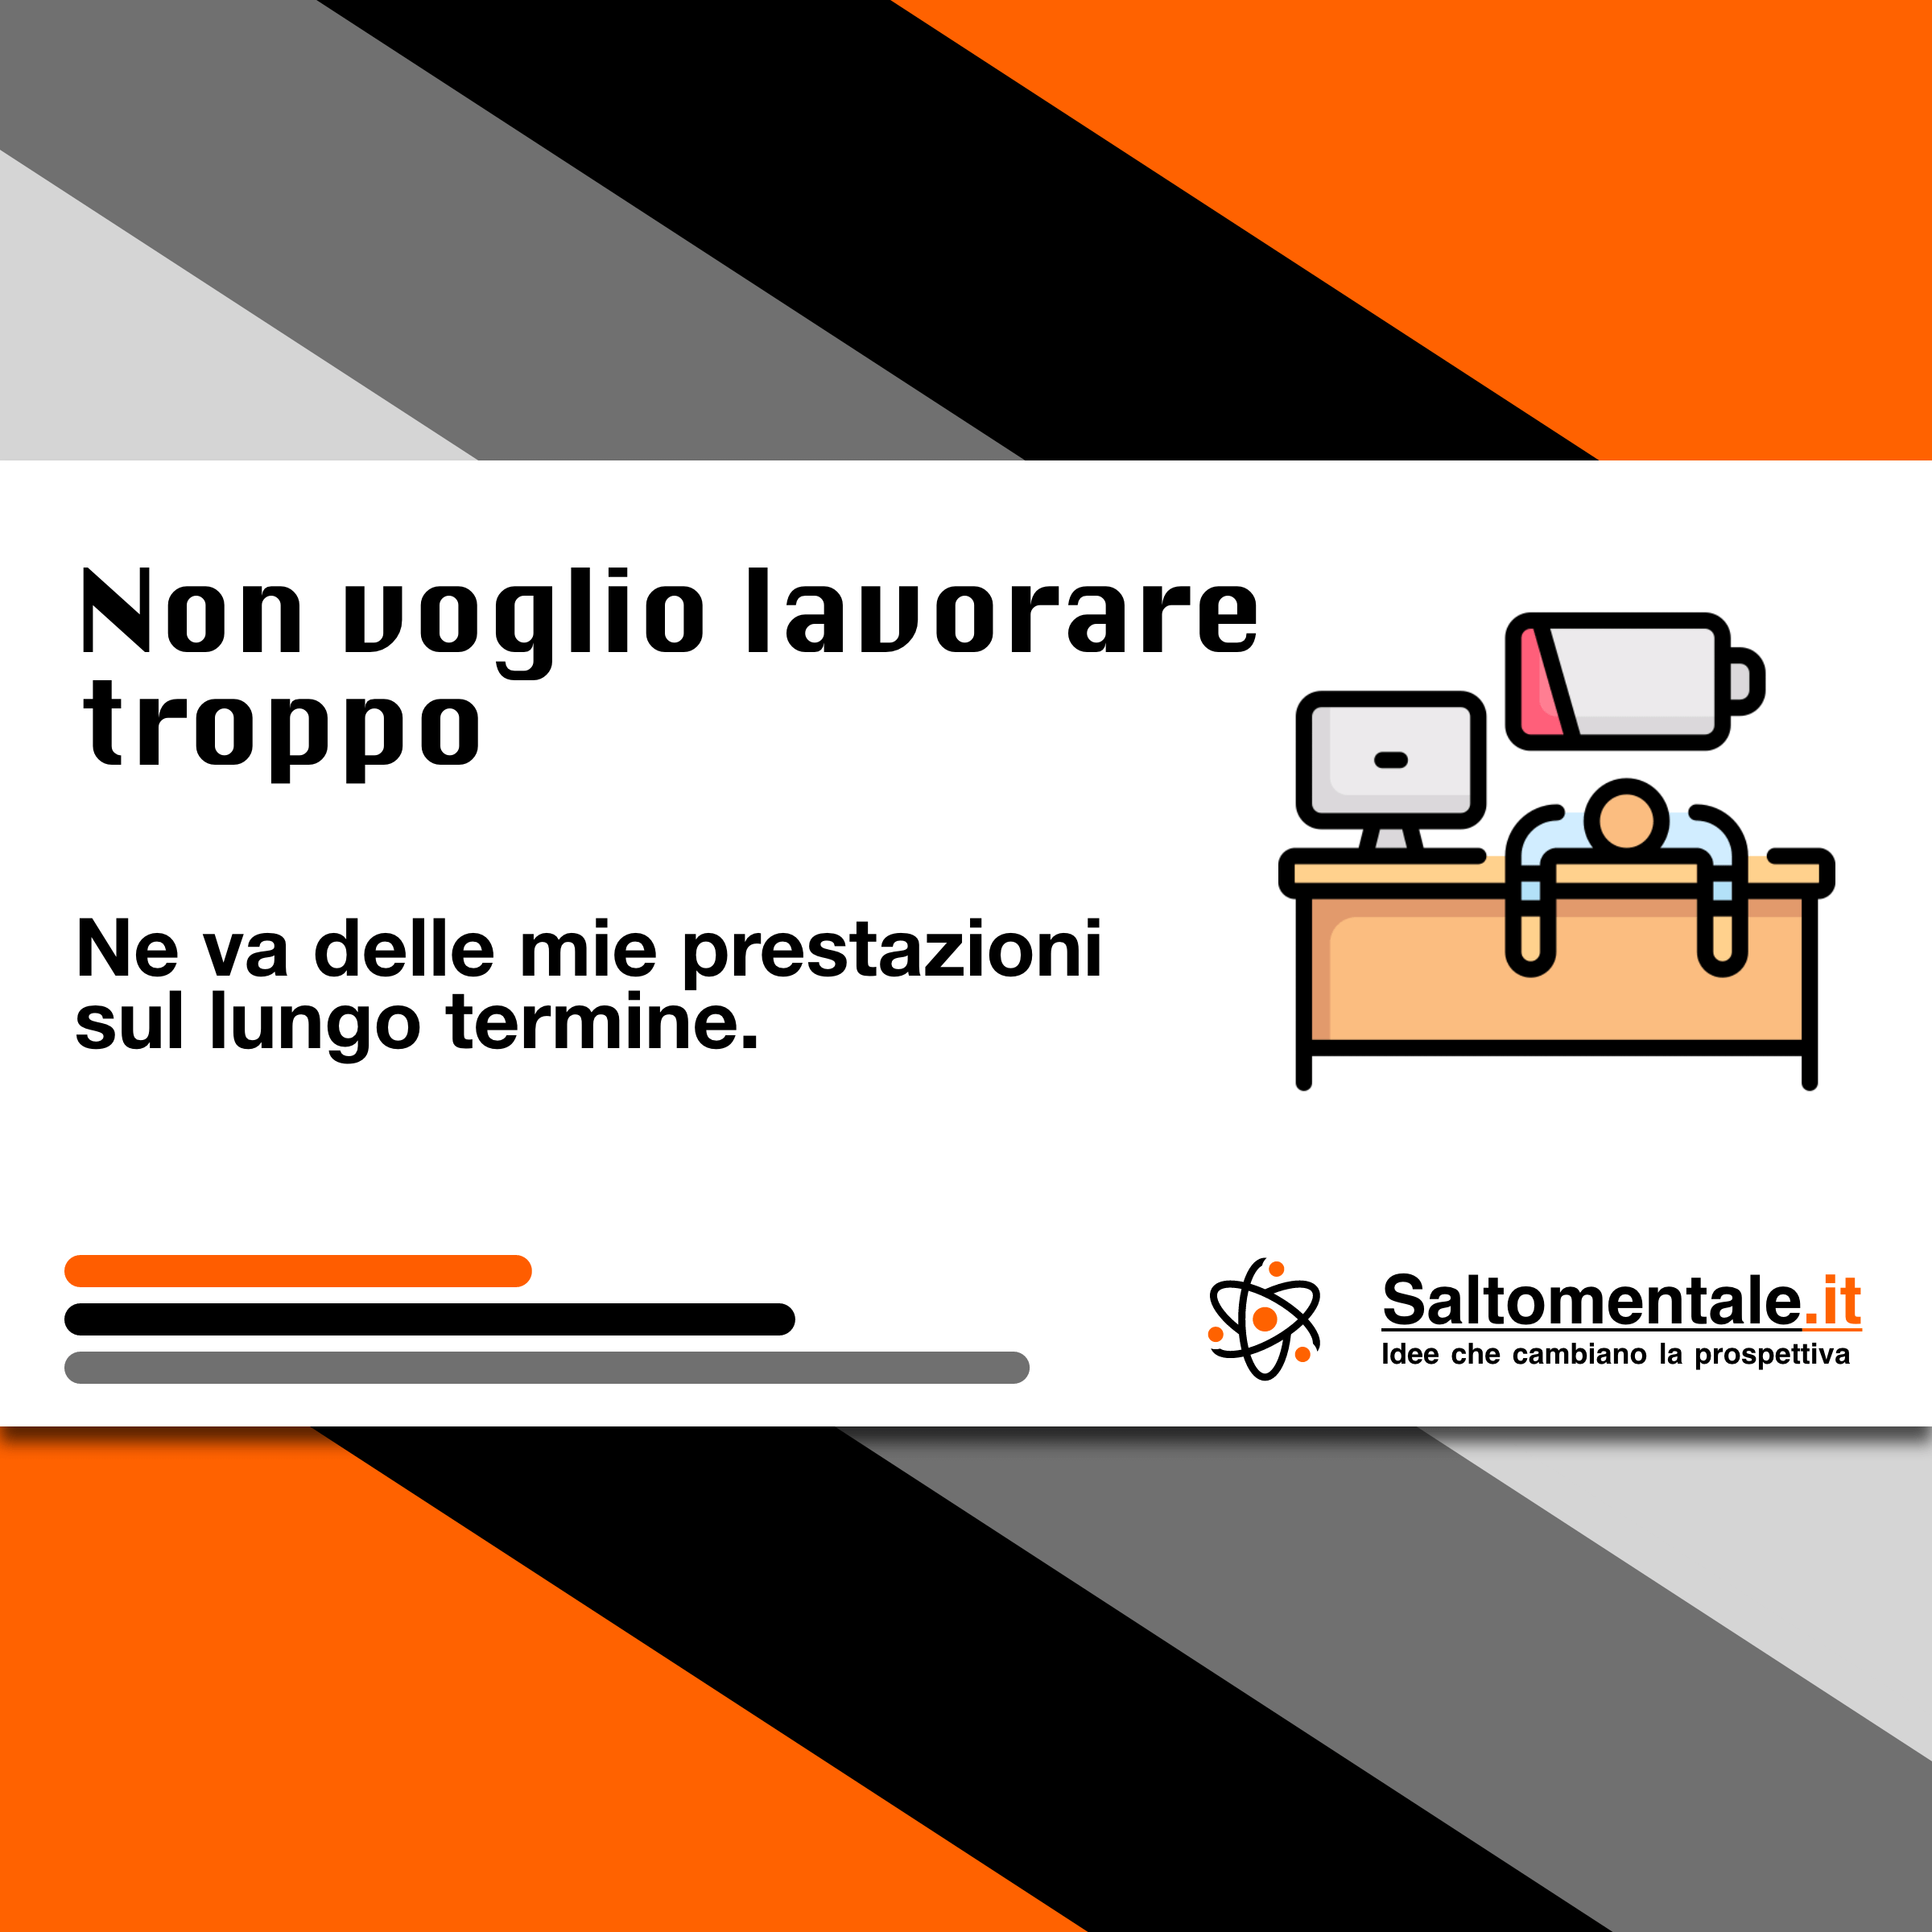 Non voglio lavorare
troppo
Ne va delle mie prestazioni
sul lungo termine.
Saltomentale.it
Idee che cambiano la prospettiva